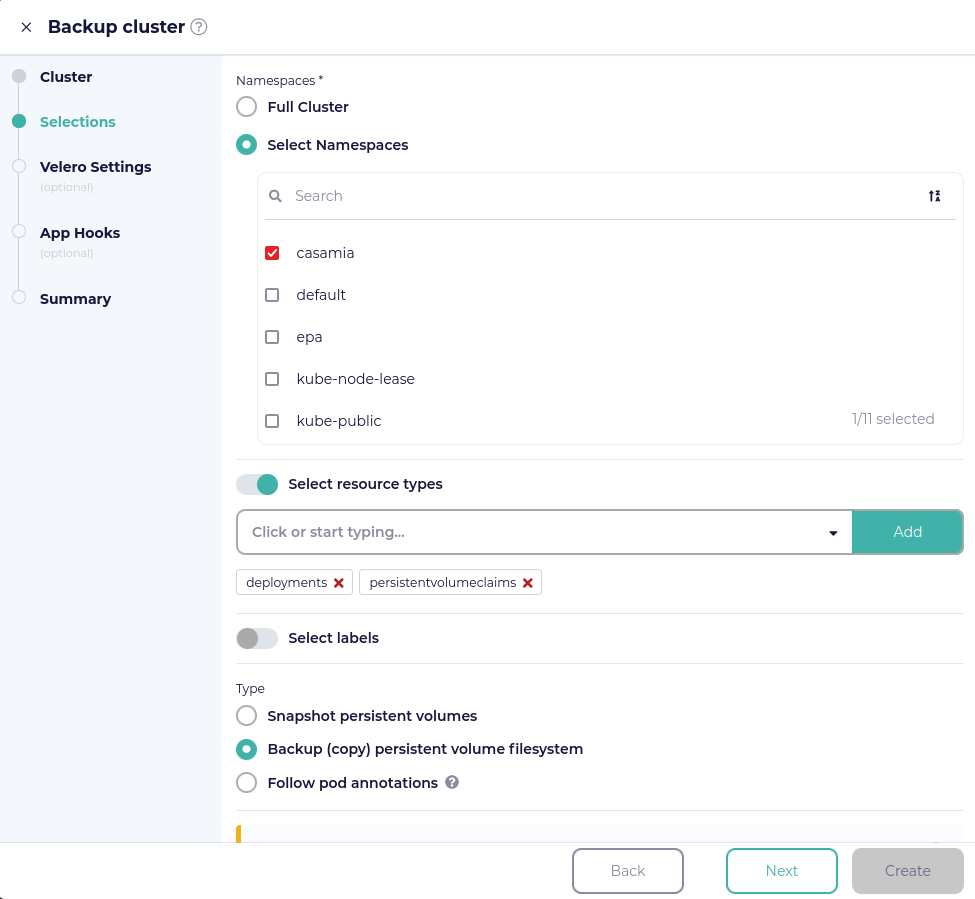 Backup cluster
Cluster
Selections
Velero Settings
(optional)
App Hooks
(optional)
Summary
Namespaces *
Full Cluster
Select Namespaces
Search
casamia
default
epa
kube-node-lease
kube-public
1/11 selected
Select resource types
Click or start typing...
Add
deployments
persistentvolumeclaims
Select labels
Type
Snapshot persistent volumes
Backup (copy) persistent volume filesystem
Follow pod annotations
Back
Next
Create